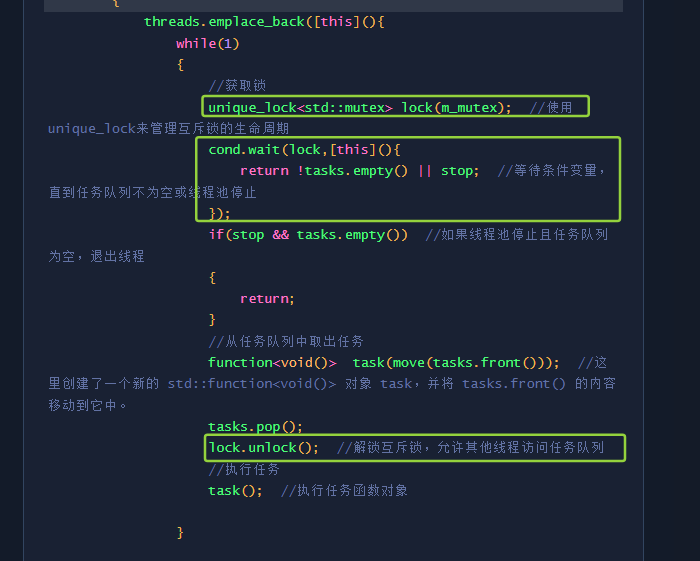 {
threads.emplace_back([this](){
while(1)
{
//获取锁
unique_lock<std::mutex> lock(m_mutex);  //使用
unique_lock来管理互斥锁的生命周期
cond.wait(lock,[this](){
return !tasks.empty() || stop;  //等待条件变量，
直到任务队列不为空或线程池停止
});
if(stop && tasks.empty())  //如果线程池停止且任务队列
为空，退出线程
{
return;
}
//从任务队列中取出任务
function<void()>  task(move(tasks.front()));  //这
里创建了一个新的 std::function<void()> 对象 task，并将 tasks.front() 的内容
移动到它中。
tasks.pop();
lock.unlock();  //解锁互斥锁，允许其他线程访问任务队列
//执行任务
task();  //执行任务函数对象
}